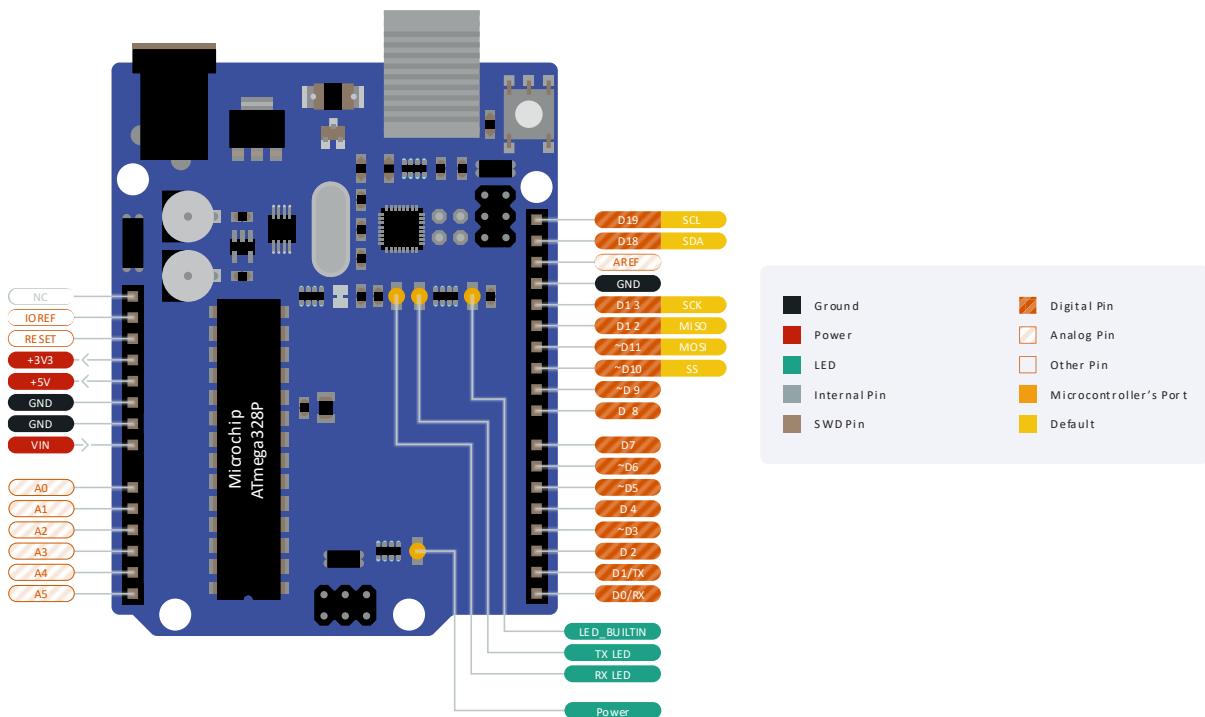 NC
IOREF
RESET
+3V3
+5V
GND
GND
VIN
A0
A1
A2
A3
A4
A5
Microchip
ATmega328P
D19 SCL
D18 SDA
AREF
GND
D13 SCK
D12 MISO
~D11 MOSI
~D10 SS
~D9
D8
D7
~D6
~D5
D4
~D3
D2
D1/TX
D0/RX
LED_BUILTIN
TX LED
RX LED
Power
Ground
Power
LED
Internal Pin
SWD Pin
Digital Pin
Analog Pin
Other Pin
Microcontroller's Port
Default